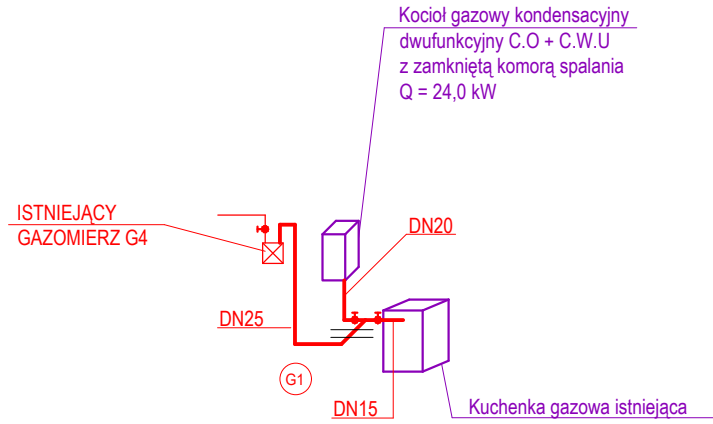 Kocioł gazowy kondensacyjny
dwufunkcyjny C.O + C.W.U
z zamkniętą komorą spalania
Q = 24,0 kW
ISTNIEJĄCY
GAZOMIERZ G4
DN20
DN25
G1
DN15
Kuchenka gazowa istniejąca